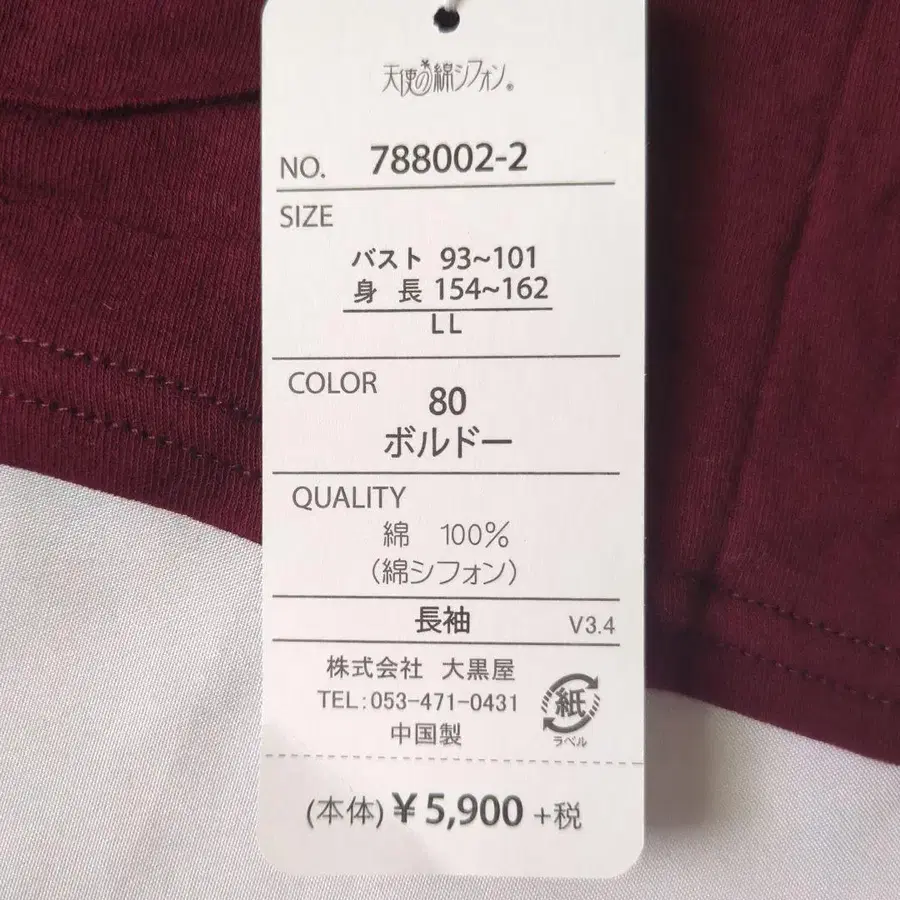 天使の綿シフォン®
NO. 788002-2
SIZE
バスト 93~101
身 長 154~162
LL
COLOR
80
ボルドー
QUALITY
綿 100%
(綿シフォン)
長袖 V3.4
株式会社 大黒屋
TEL:053-471-0431
中国製
紙
ラベル
(本体)¥5,900+税